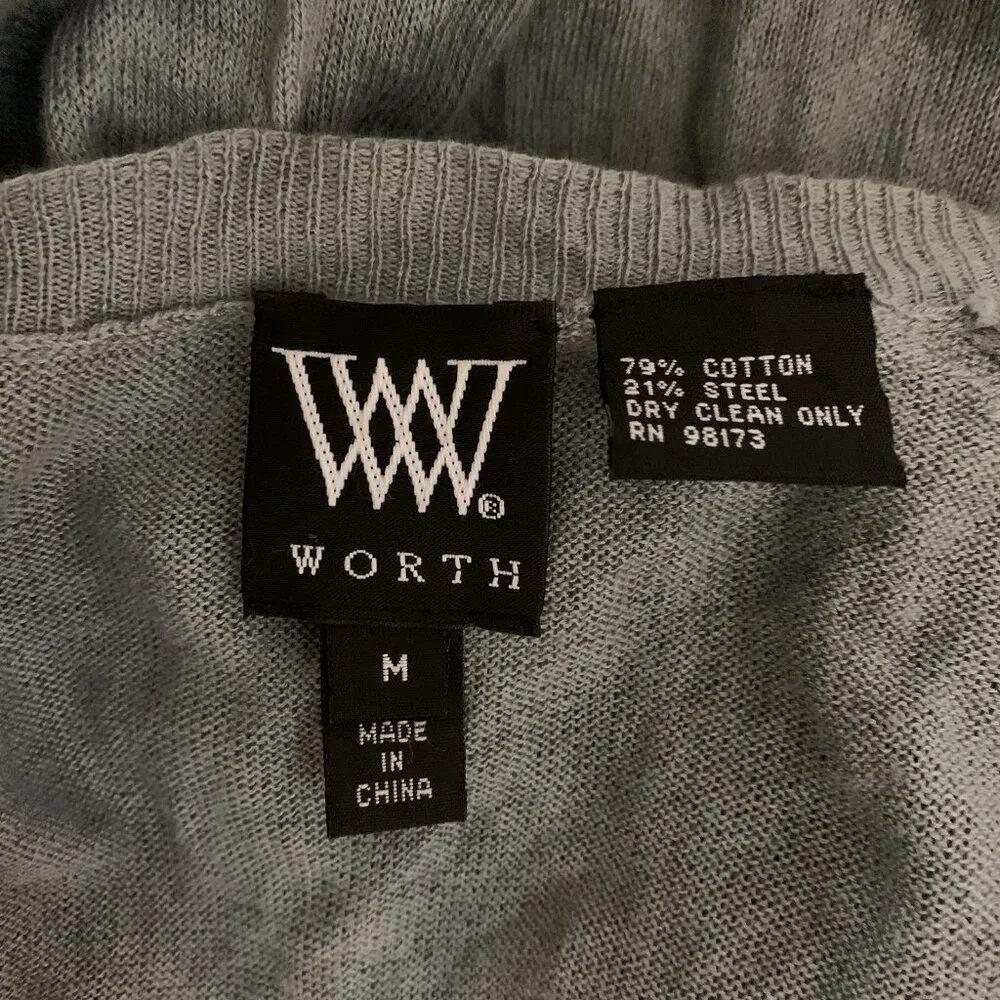 W®
WORTH
M
MADE
IN
CHINA
79% COTTON
21% STEEL
DRY CLEAN ONLY
RN 98173